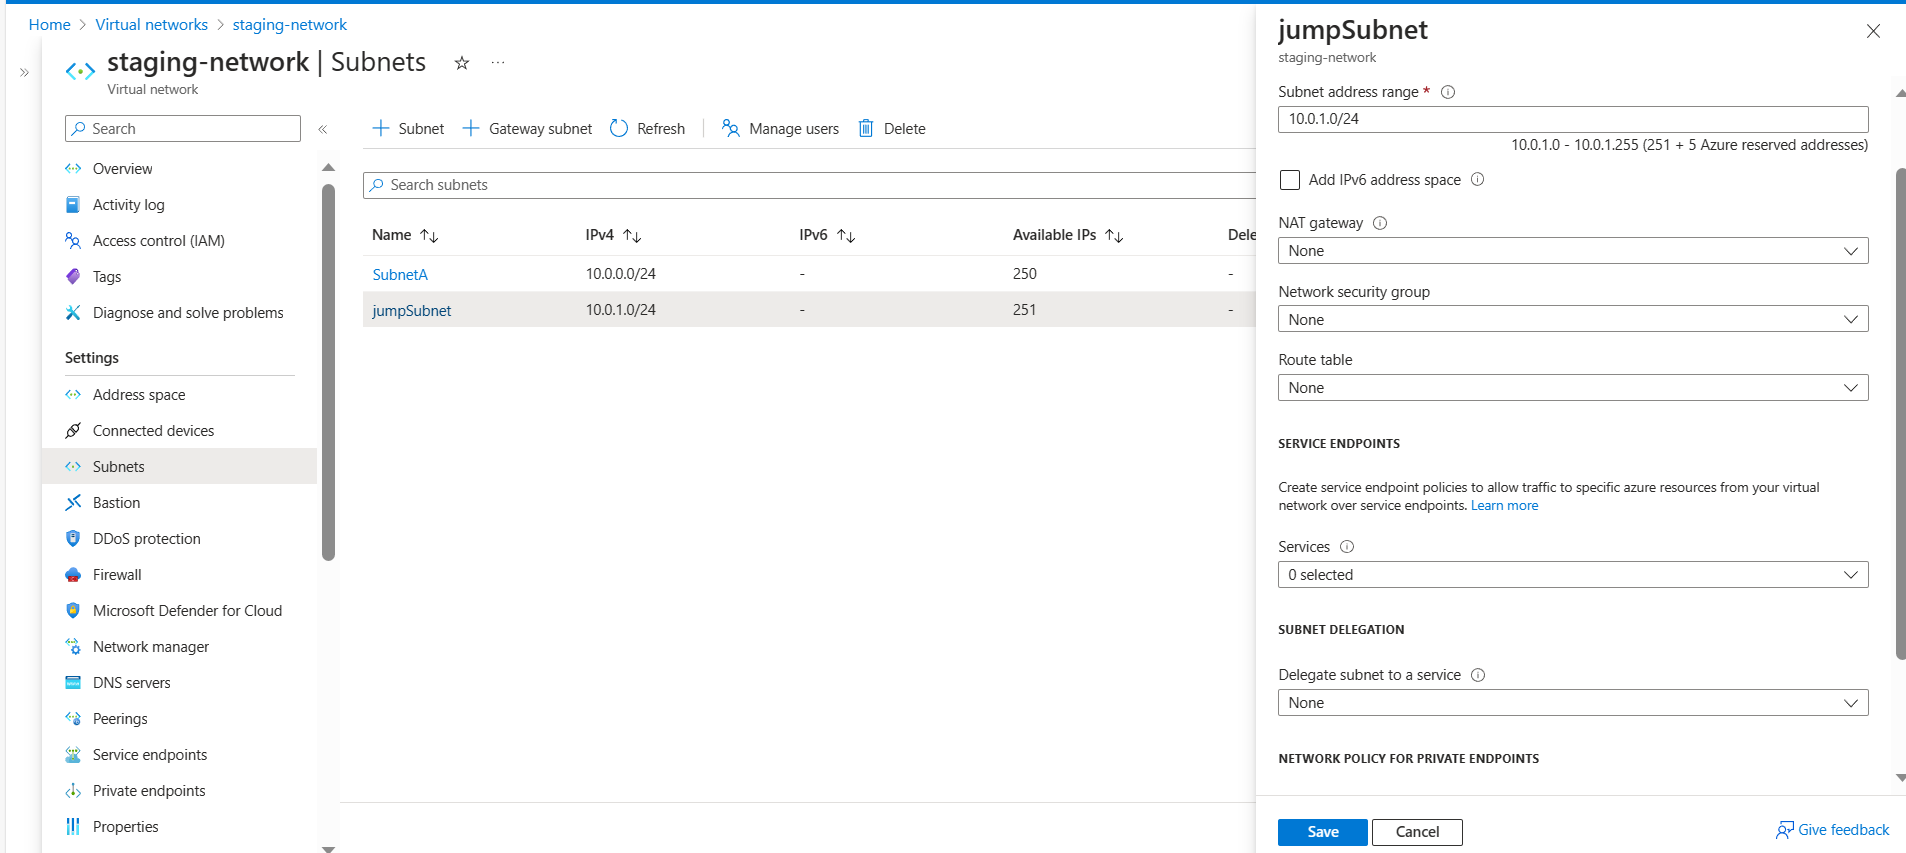 Home > Virtual networks > staging-network
staging-network | Subnets
Virtual network
Search
Overview
Activity log
Access control (IAM)
Tags
Diagnose and solve problems
Settings
Address space
Connected devices
Subnets
Bastion
DDoS protection
Firewall
Microsoft Defender for Cloud
Network manager
DNS servers
Peerings
Service endpoints
Private endpoints
Properties
Subnet Gateway subnet Refresh Manage users Delete
Search subnets
Name IPv4 IPv6 Available IPs Dele
SubnetA 10.0.0.0/24 - 250 -
jumpSubnet 10.0.1.0/24 - 251 -
jumpSubnet
staging-network
Subnet address range *
10.0.1.0/24
10.0.1.0 - 10.0.1.255 (251 + 5 Azure reserved addresses)
Add IPv6 address space
NAT gateway
None
Network security group
None
Route table
None
SERVICE ENDPOINTS
Create service endpoint policies to allow traffic to specific azure resources from your virtual
network over service endpoints. Learn more
Services
0 selected
SUBNET DELEGATION
Delegate subnet to a service
None
NETWORK POLICY FOR PRIVATE ENDPOINTS
Save Cancel Give feedback